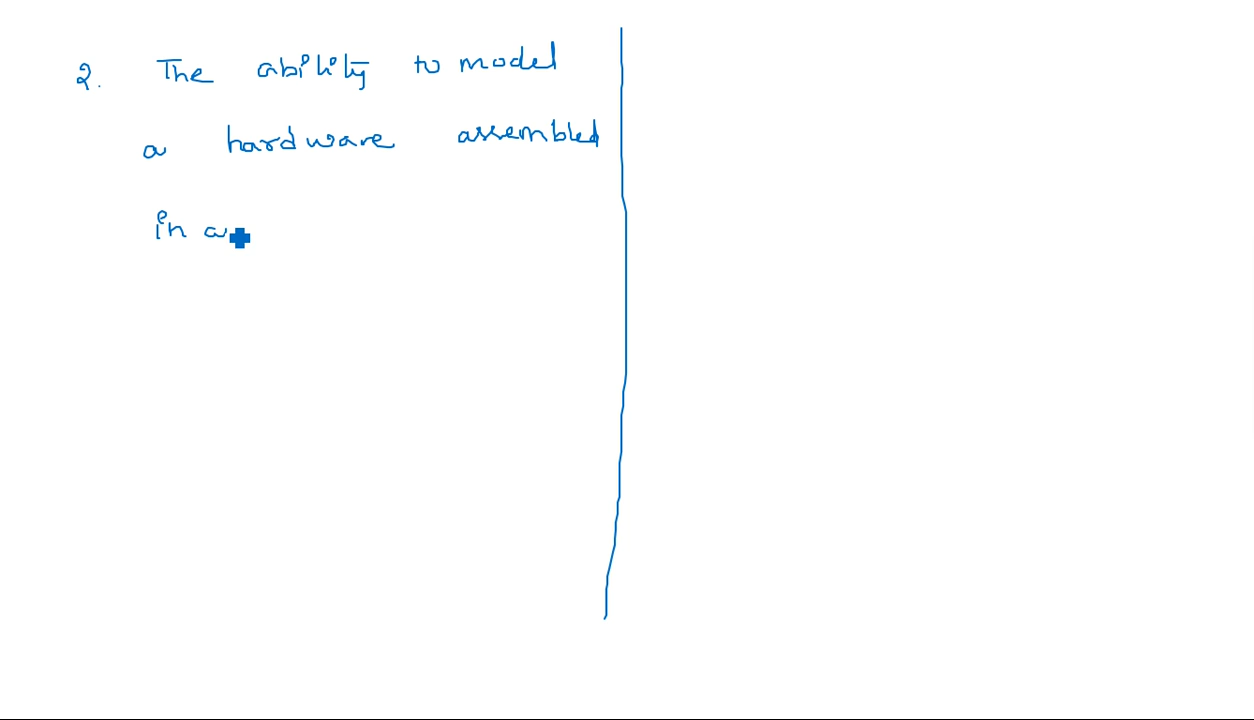 2. The ability to model
a hardware assembled
in a